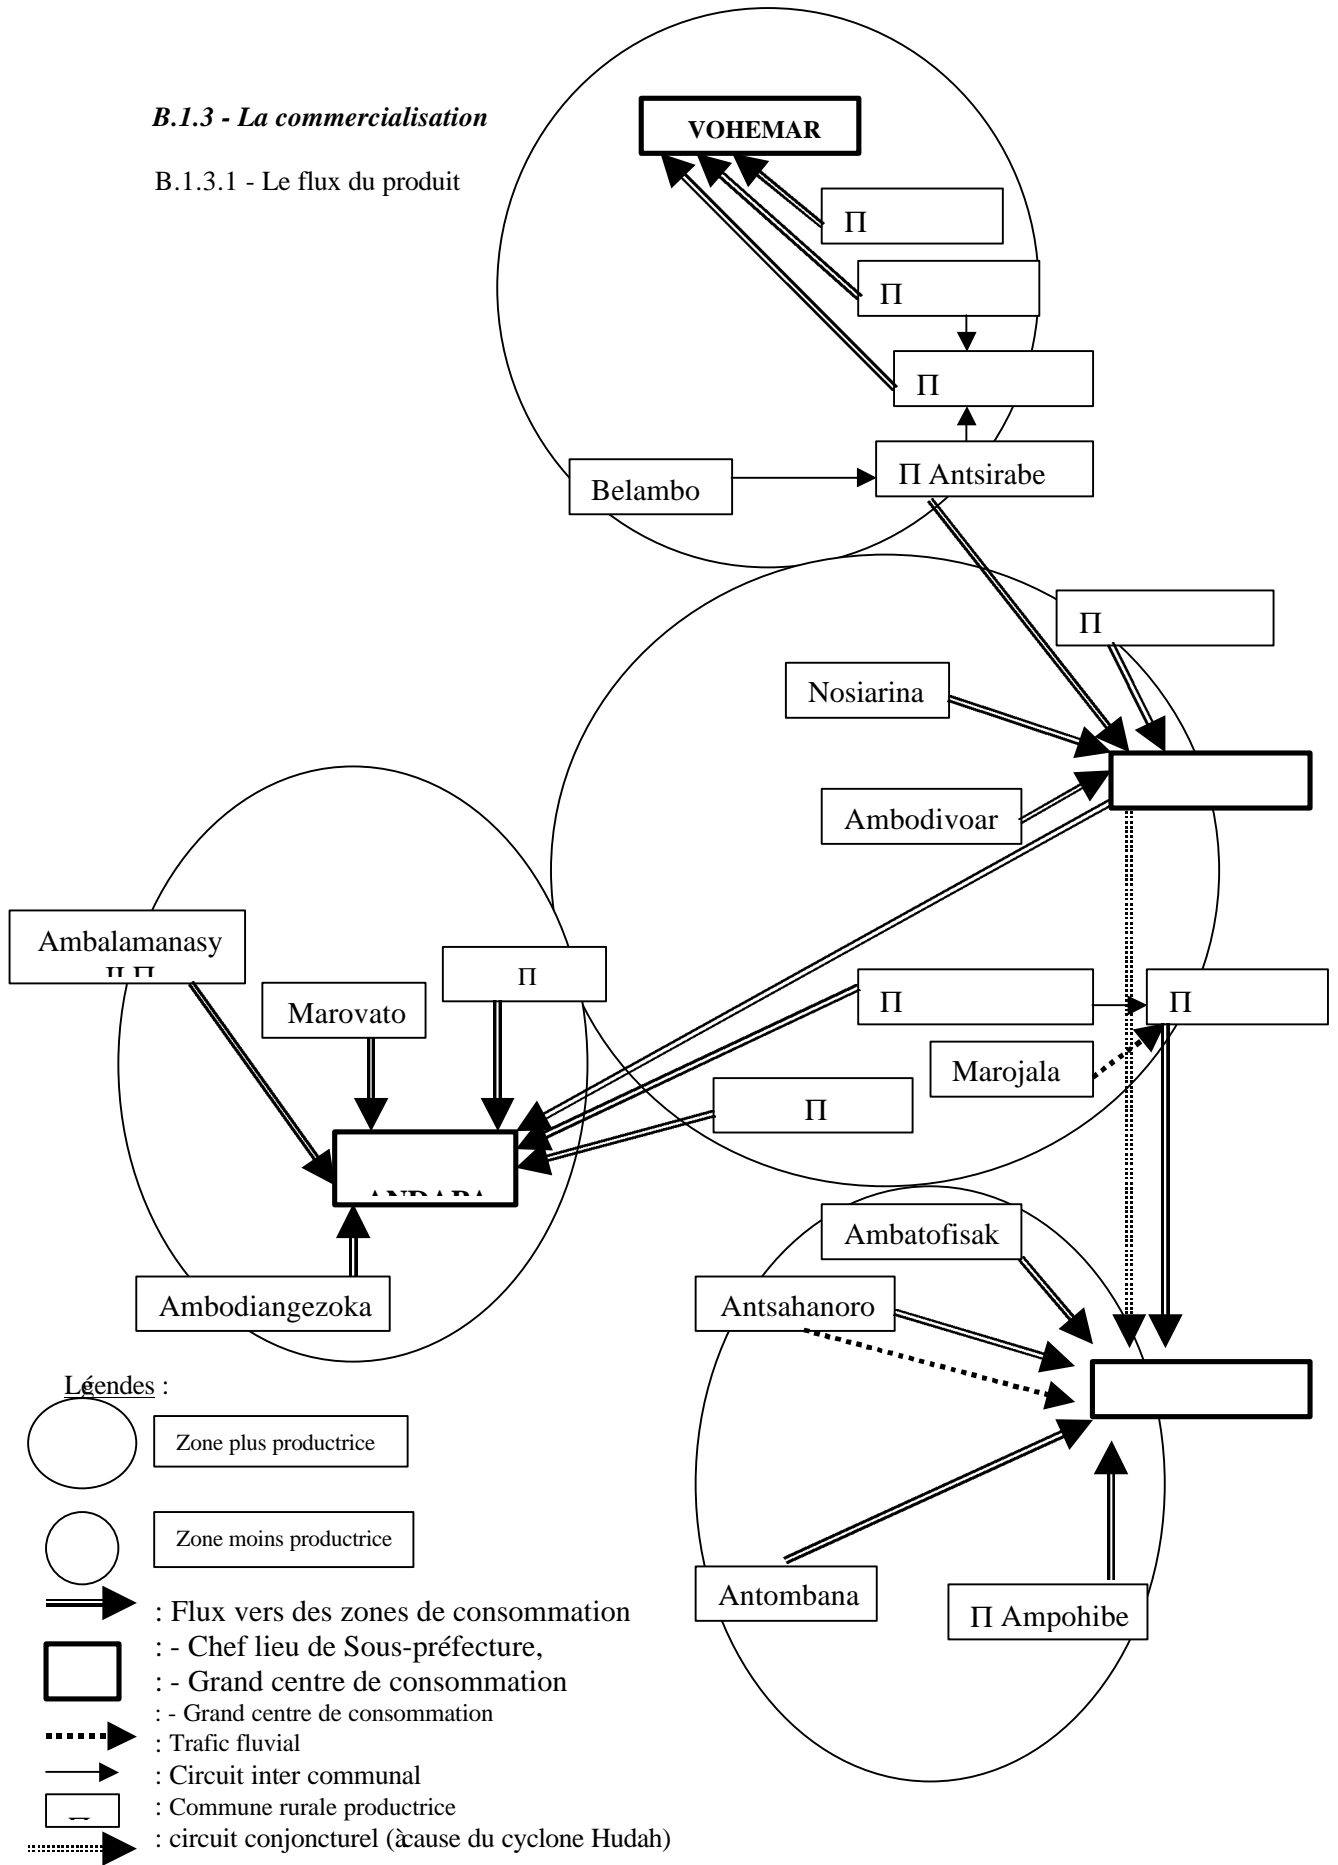 B.1.3 - La commercialisation
VOHEMAR
B.1.3.1 - Le flux du produit
Π
Π
Π
Π Antsirabe
Belambo
Π
Nosiarina
Ambodivoar
Ambalamanasy
II Π
Π
Marovato
Π
Π
Marojala
Π
ANDAPA
Ambatofisak
Antsahanoro
Ambodiangezoka
Légendes :
Zone plus productrice
Zone moins productrice
Antombana
Π Ampohibe
: Flux vers des zones de consommation
: - Chef lieu de Sous-préfecture,
: - Grand centre de consommation
: - Grand centre de consommation
: Trafic fluvial
: Circuit inter communal
Π : Commune rurale productrice
: circuit conjoncturel (à cause du cyclone Hudah)